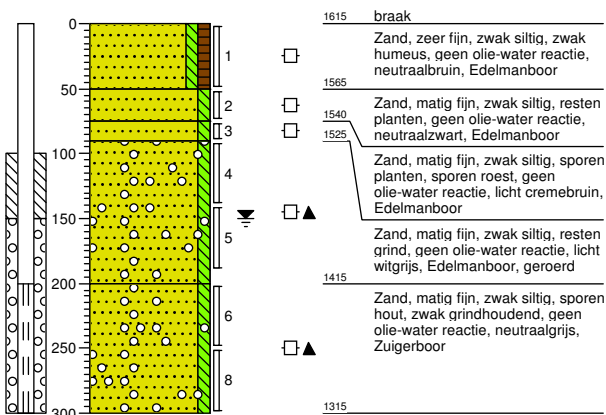 1615 braak
0
Zand, zeer fijn, zwak siltig, zwak
humeus, geen olie-water reactie,
neutraalbruin, Edelmanboor
1
50
1565
2
Zand, matig fijn, zwak siltig, resten
planten, geen olie-water reactie,
neutraalzwart, Edelmanboor
1540
3
1525
100
4
Zand, matig fijn, zwak siltig, sporen
planten, sporen roest, geen
olie-water reactie, licht cremebruin,
Edelmanboor
150
5
Zand, matig fijn, zwak siltig, resten
grind, geen olie-water reactie, licht
witgrijs, Edelmanboor, geroerd
200
1415
6
Zand, matig fijn, zwak siltig, sporen
hout, zwak grindhoudend, geen
olie-water reactie, neutraalgrijs,
Zuigerboor
250
8
300
1315